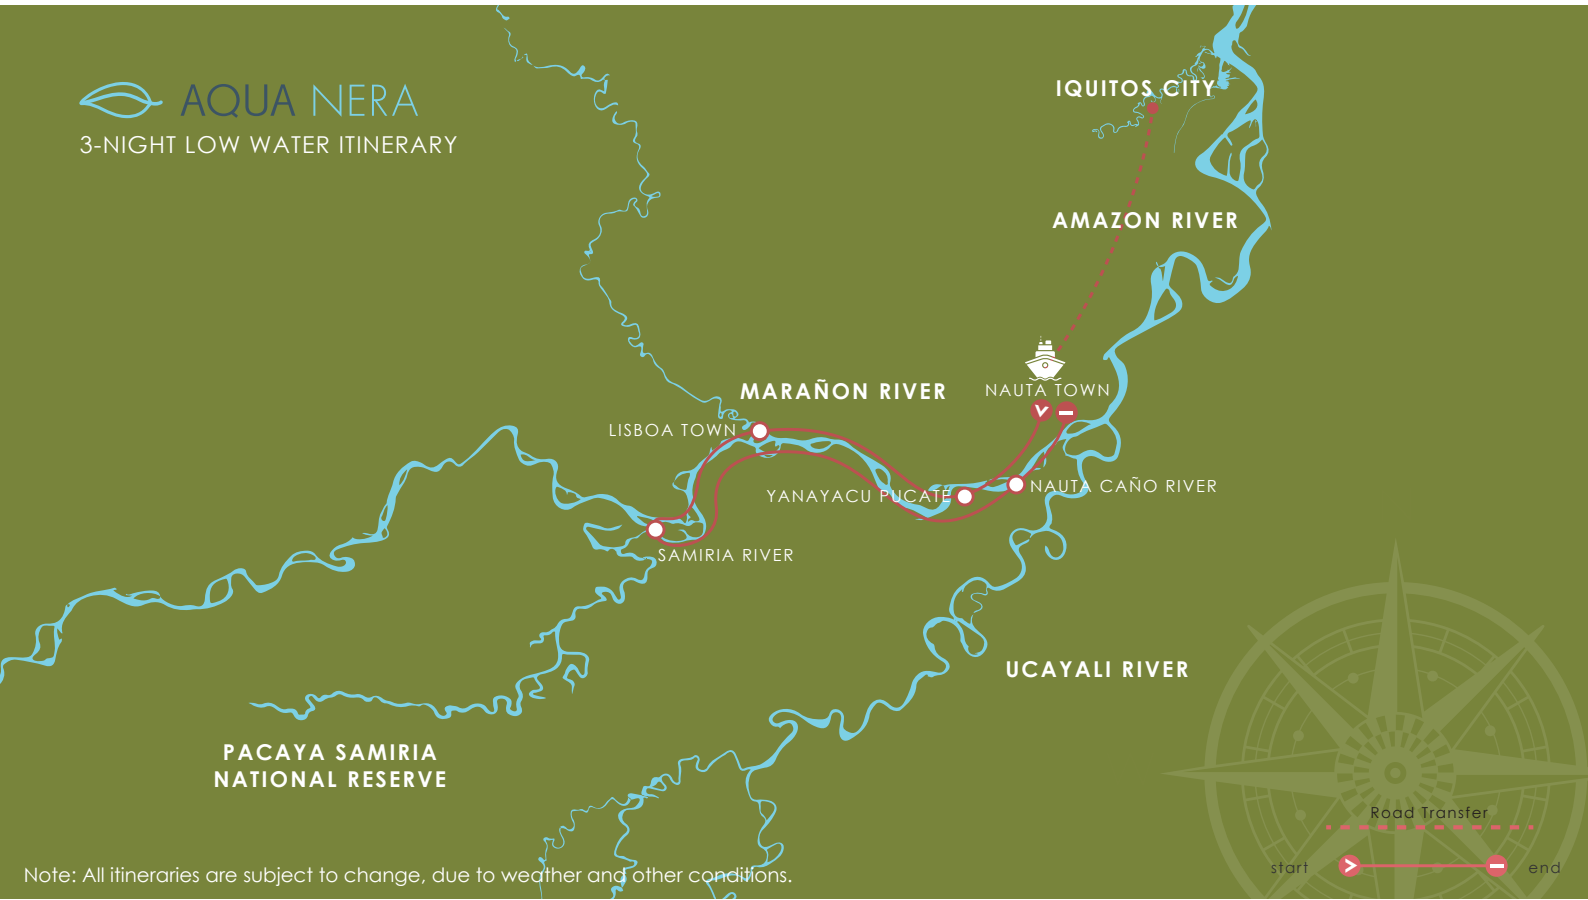 AQUA NERA
3-NIGHT LOW WATER ITINERARY
IQUITOS CITY
AMAZON RIVER
NAUTA TOWN
MARAÑON RIVER
LISBOA TOWN
YANAYACU PUCATE
NAUTA CAÑO RIVER
SAMIRIA RIVER
UCAYALI RIVER
PACAYA SAMIRIA
NATIONAL RESERVE
Road Transfer
start
end
Note: All itineraries are subject to change, due to weather and other conditions.